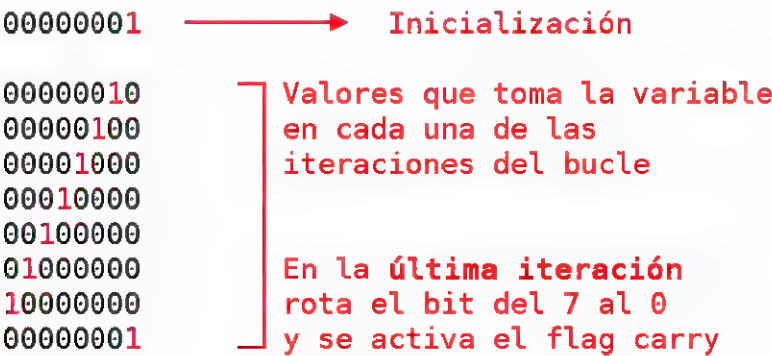 00000001 Inicialización
00000010 Valores que toma la variable
00000100 en cada una de las
00001000 iteraciones del bucle
00010000
00100000
01000000 En la última iteración
10000000 rota el bit del 7 al 0
00000001 y se activa el flag carry